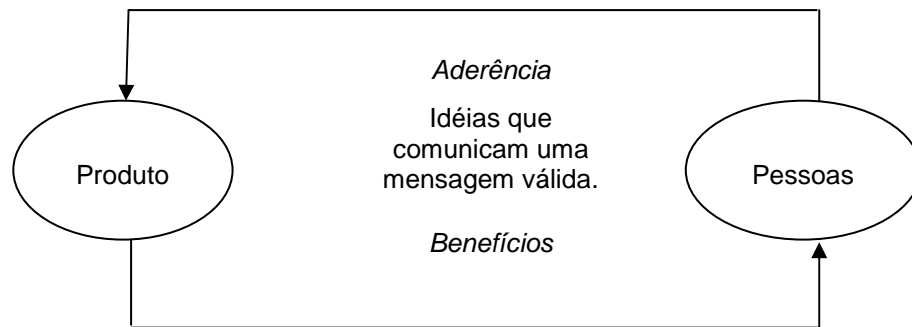 Aderência
Idéias que
comunicam uma
mensagem válida.
Produto
Pessoas
Benefícios